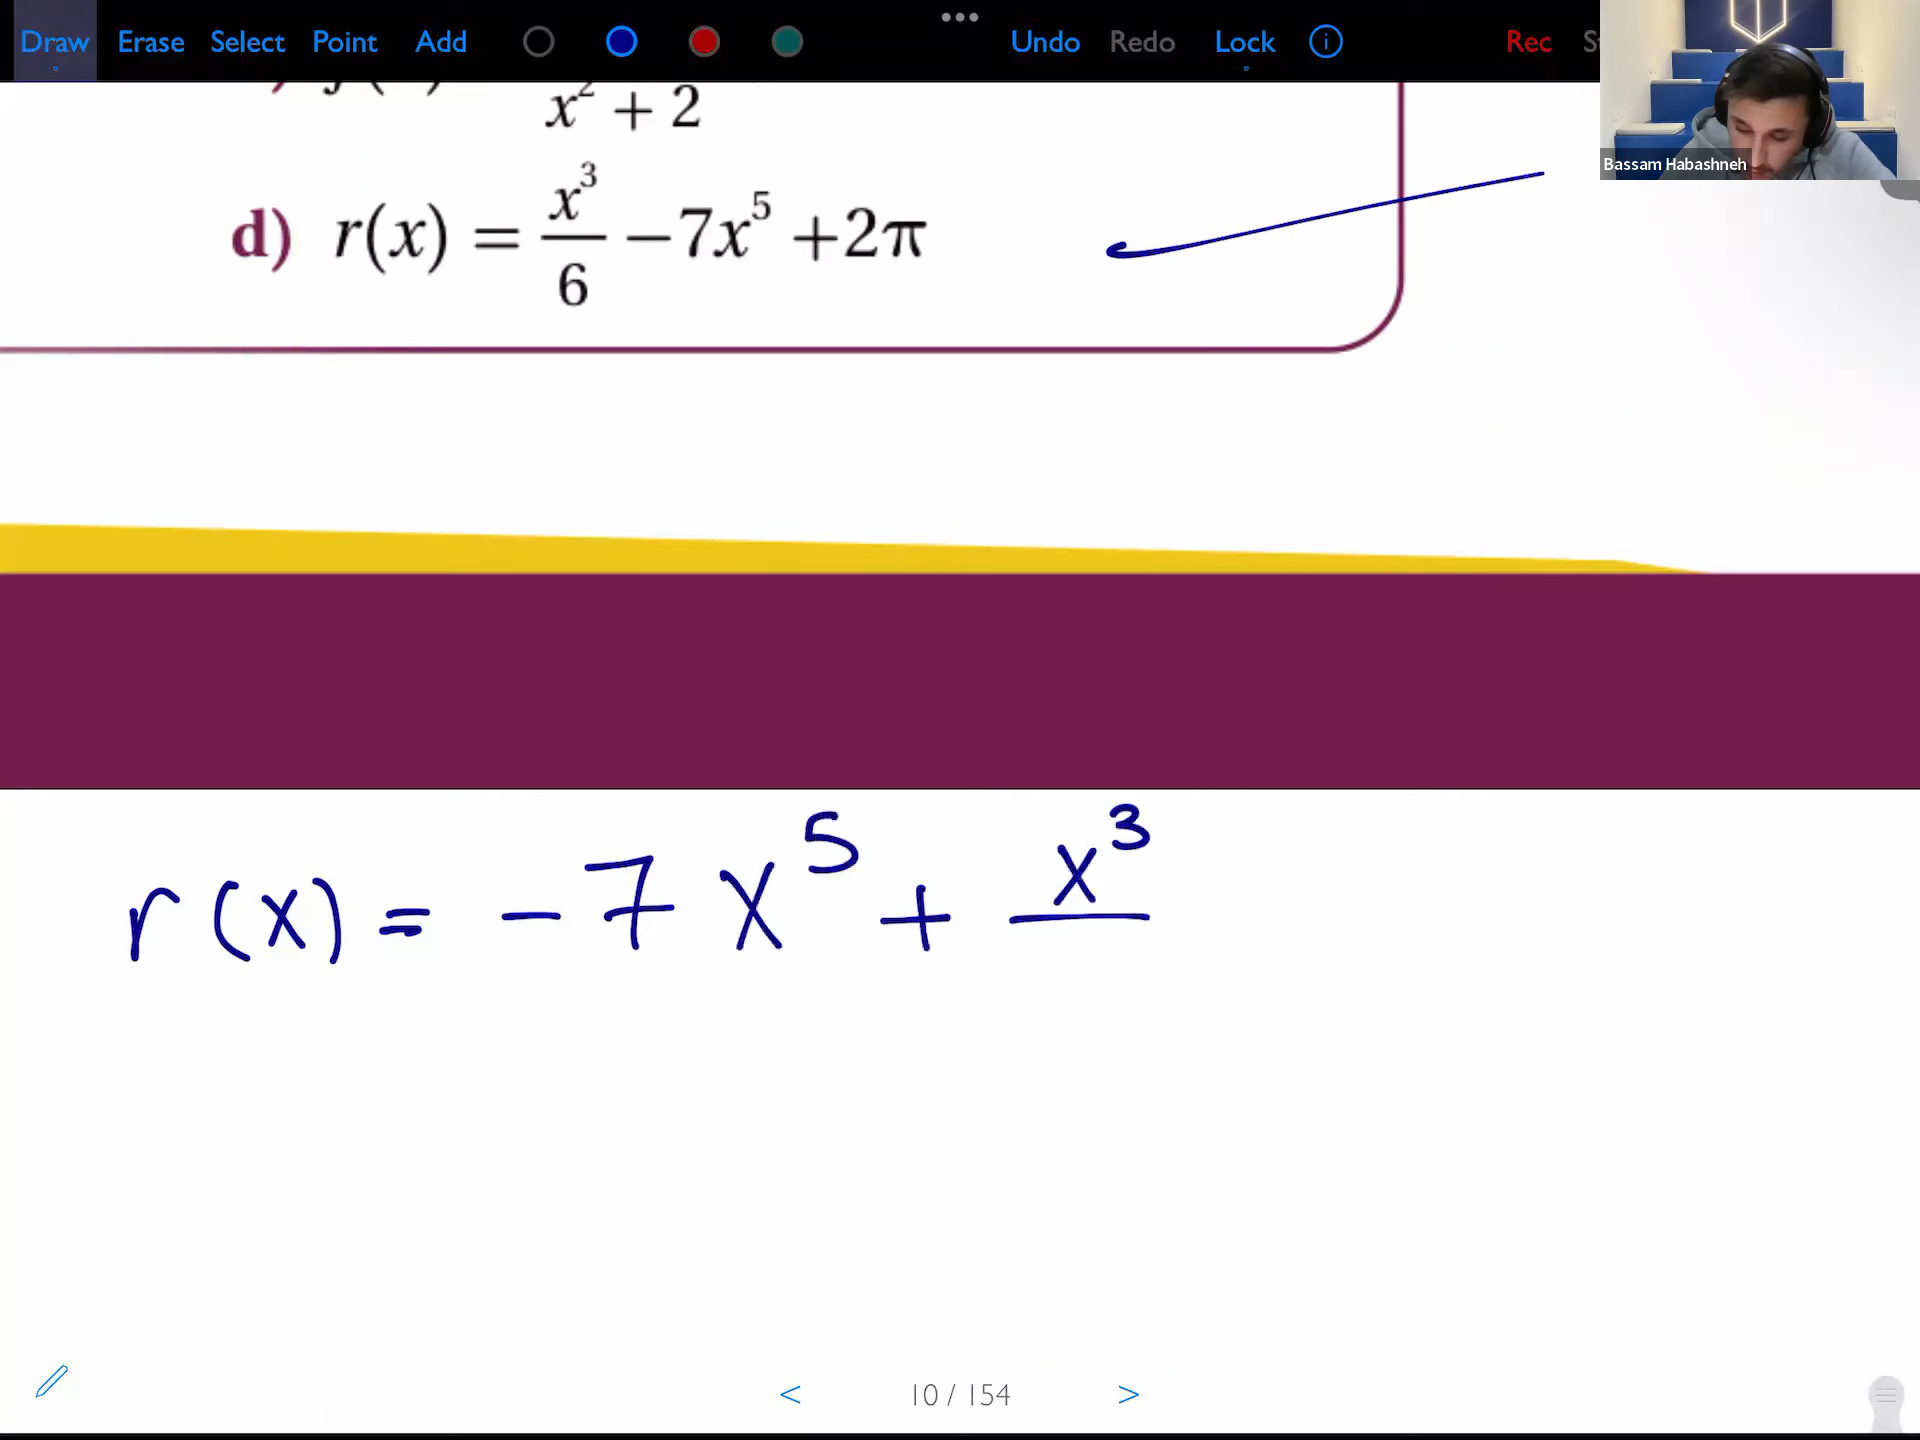 Draw Erase Select Point Add Undo Redo Lock Rec
Bassam Habashneh
x² + 2
d) r(x) = x³/6 −7x⁵ +2π
r(x) = −7x⁵ + x³
< 10 / 154 >